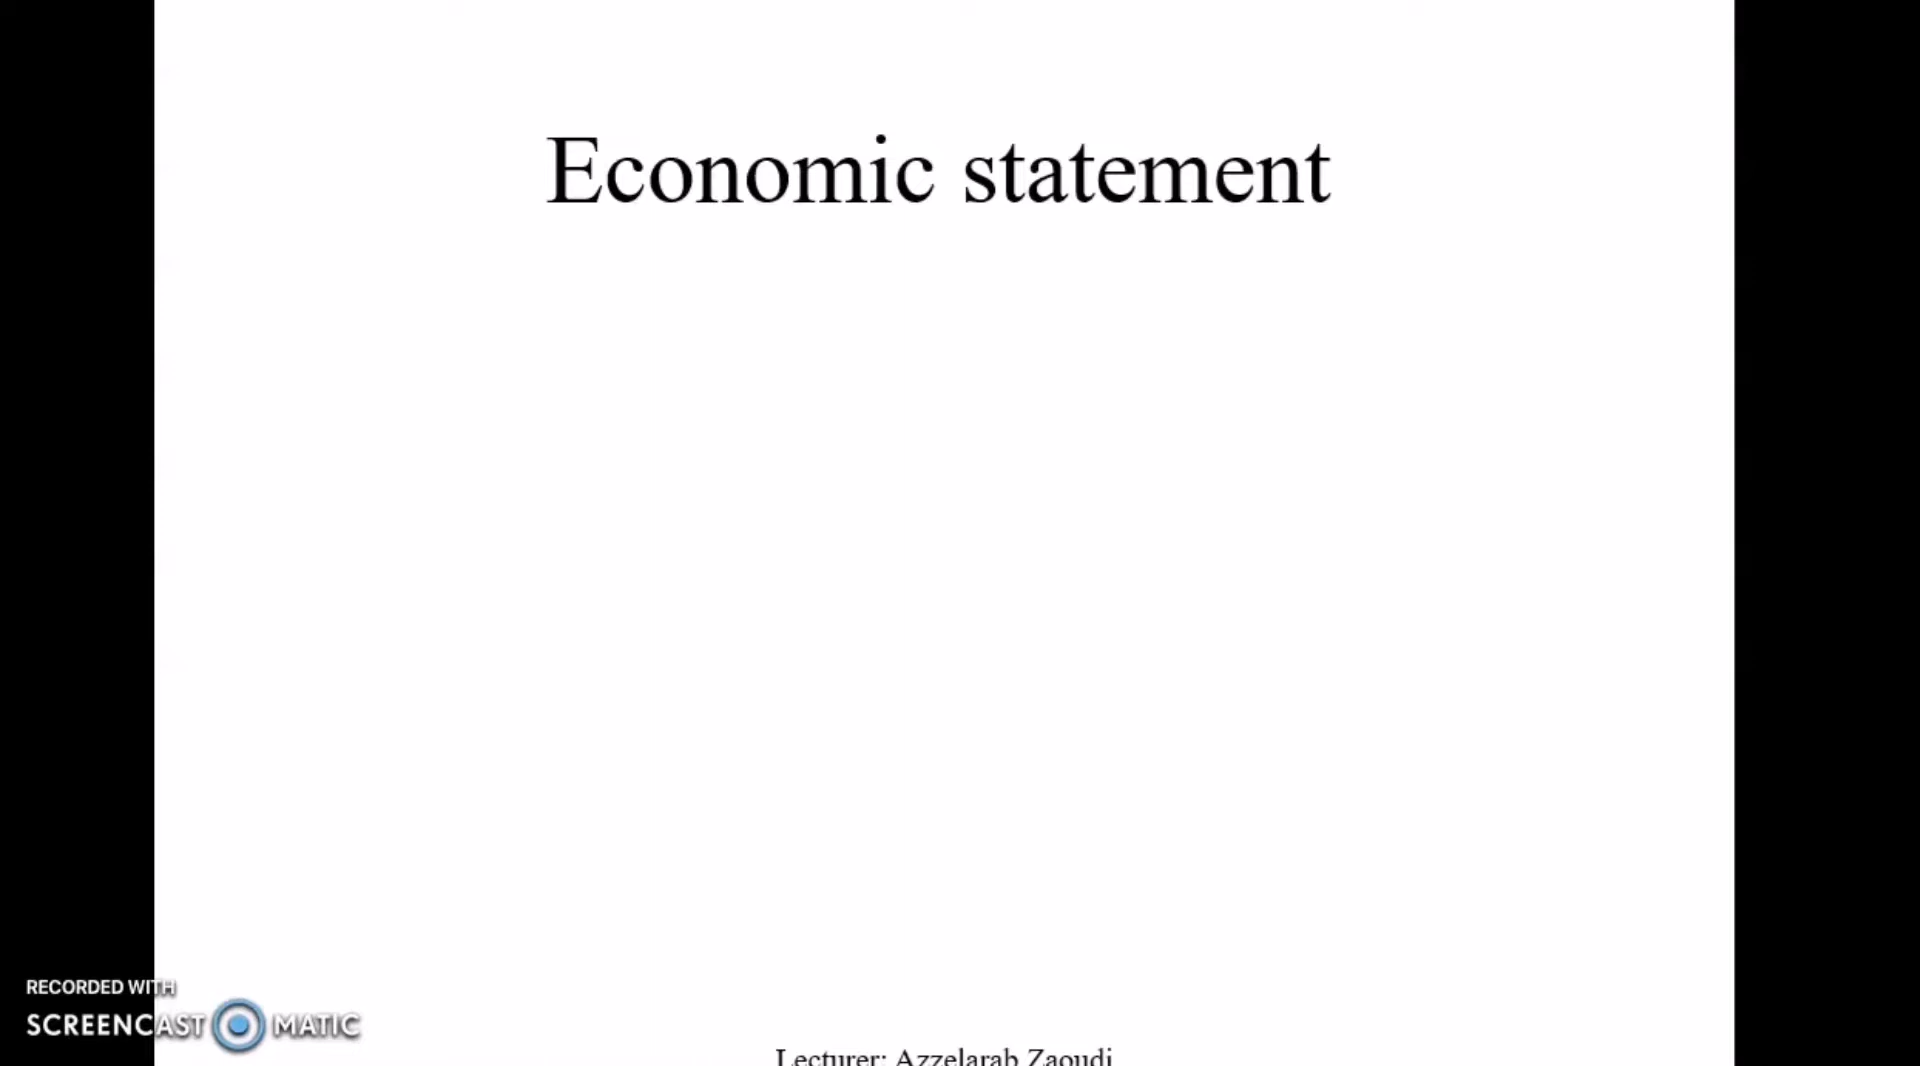 Economic statement
RECORDED WITH
SCREENCAST MATIC
Lecturer: Azzelarab Zaoudi